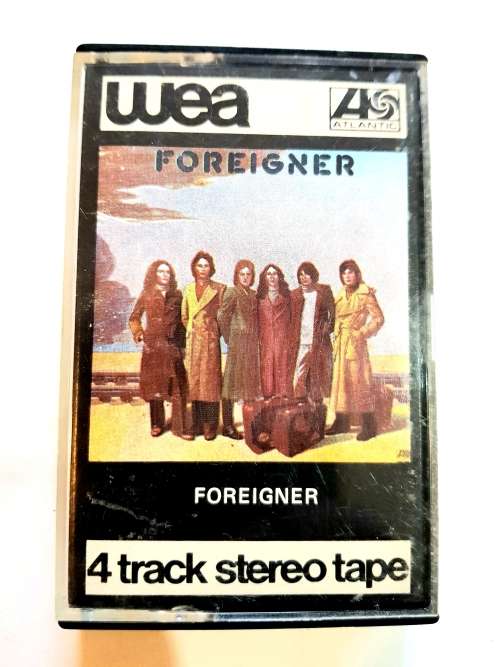 wea
ATLANTIC
FOREIGNER
FOREIGNER
4 track stereo tape